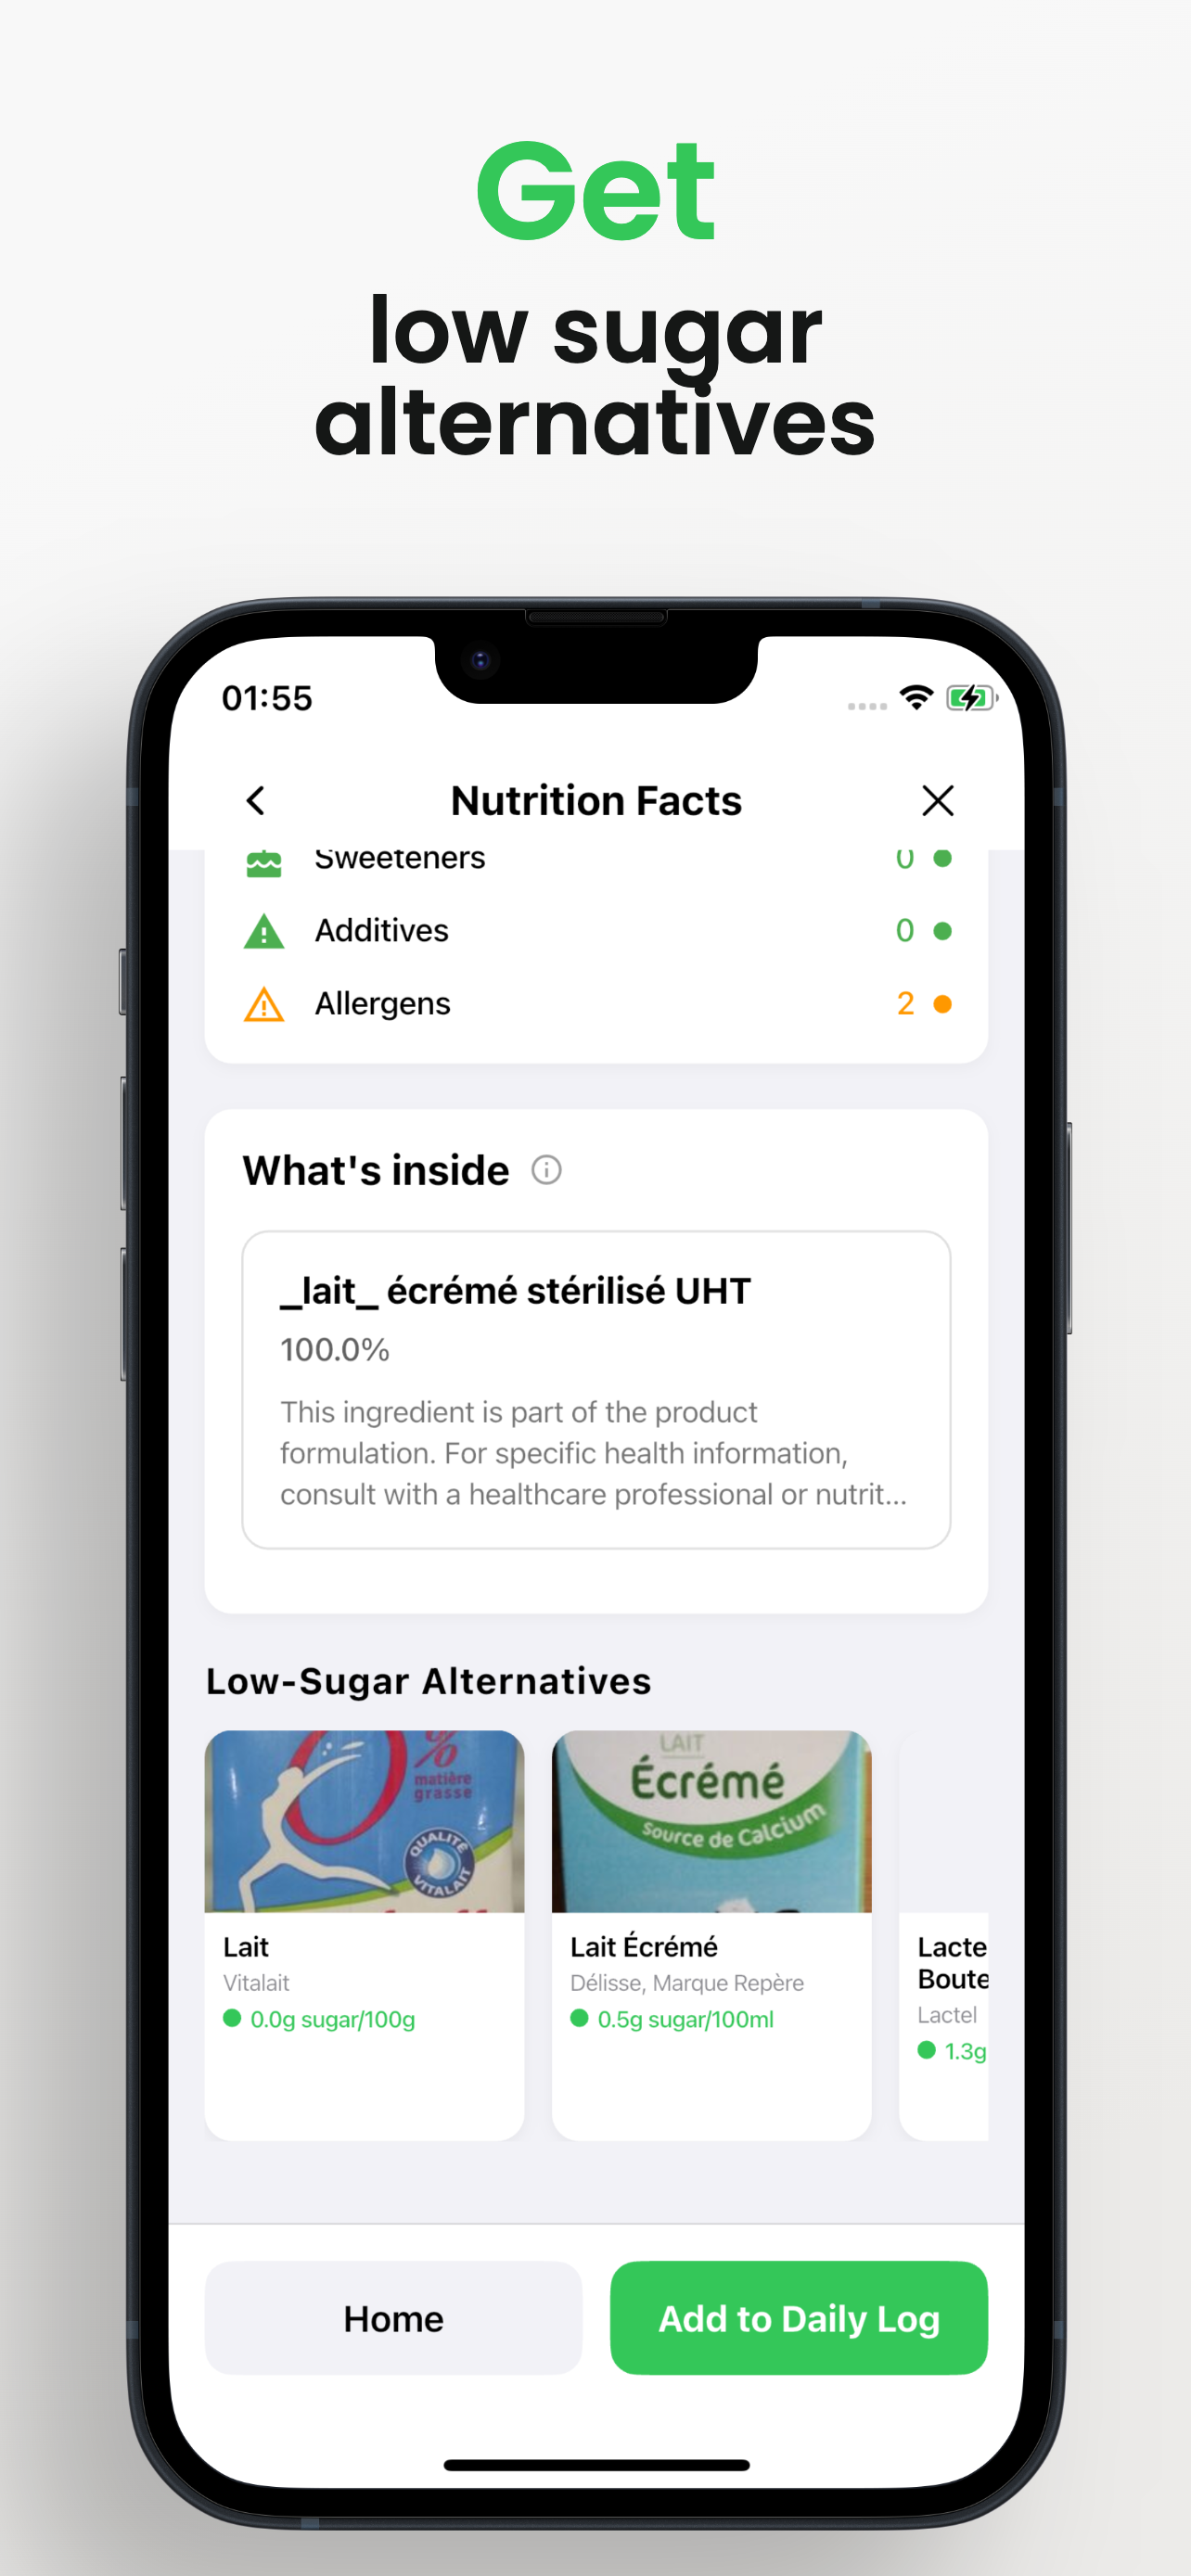 Get
low sugar
alternatives
01:55
Nutrition Facts
Sweeteners 0
Additives 0
Allergens 2
What's inside
_lait_ écrémé stérilisé UHT
100.0%
This ingredient is part of the product
formulation. For specific health information,
consult with a healthcare professional or nutrit...
Low-Sugar Alternatives
0%
matière
grasse
QUALITÉ
VITALAIT
LAIT
Écrémé
Source de Calcium
Lait
Vitalait
0.0g sugar/100g
Lait Écrémé
Délisse, Marque Repère
0.5g sugar/100ml
Lacte
Boute
Lactel
1.3g
Home
Add to Daily Log